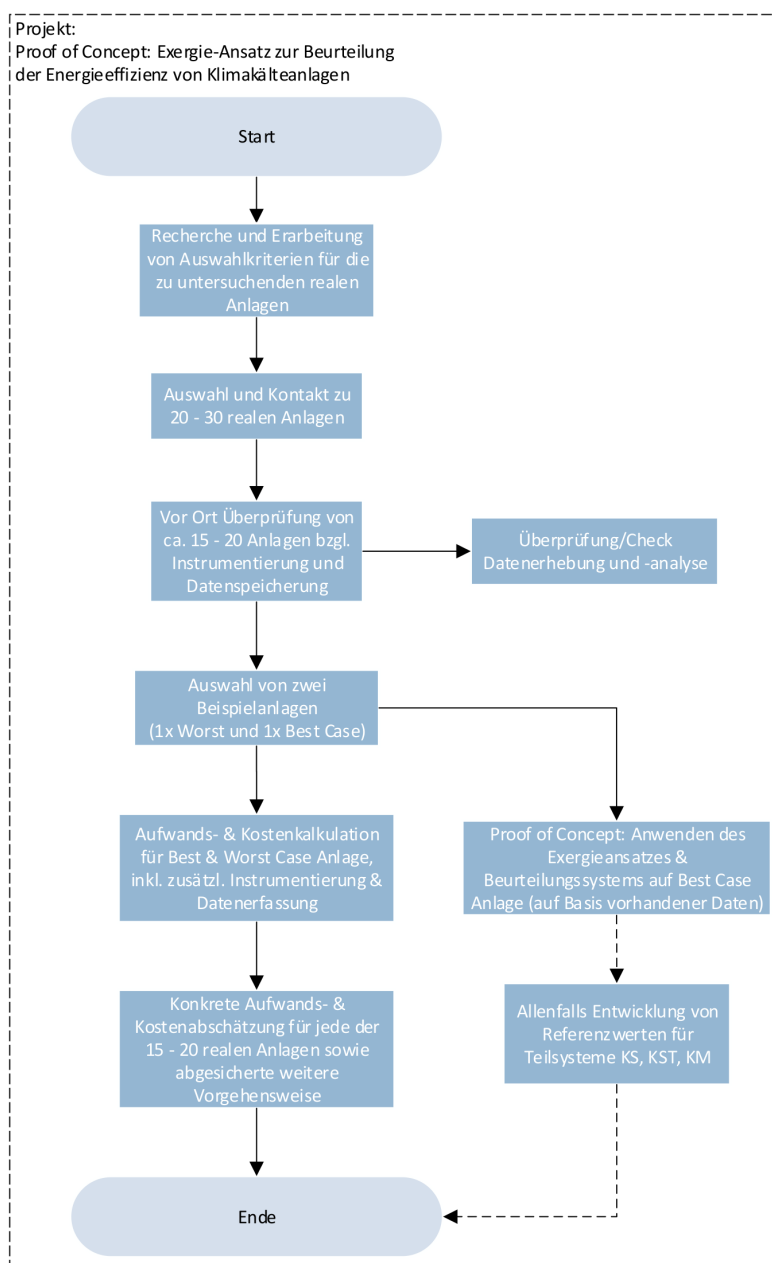 Projekt:
Proof of Concept: Exergie-Ansatz zur Beurteilung
der Energieeffizienz von Klimakälteanlagen
Start
Recherche und Erarbeitung
von Auswahlkriterien für die
zu untersuchenden realen
Anlagen
Auswahl und Kontakt zu
20 - 30 realen Anlagen
Vor Ort Überprüfung von
ca. 15 - 20 Anlagen bzgl.
Instrumentierung und
Datenspeicherung
Überprüfung/Check
Datenerhebung und -analyse
Auswahl von zwei
Beispielanlagen
(1x Worst und 1x Best Case)
Aufwands- & Kostenkalkulation
für Best & Worst Case Anlage,
inkl. zusätzl. Instrumentierung &
Datenerfassung
Proof of Concept: Anwenden des
Exergieansatzes &
Beurteilungssystems auf Best Case
Anlage (auf Basis vorhandener Daten)
Konkrete Aufwands- &
Kostenabschätzung für jede der
15 - 20 realen Anlagen sowie
abgesicherte weitere
Vorgehensweise
Allenfalls Entwicklung von
Referenzwerten für
Teilsysteme KS, KST, KM
Ende